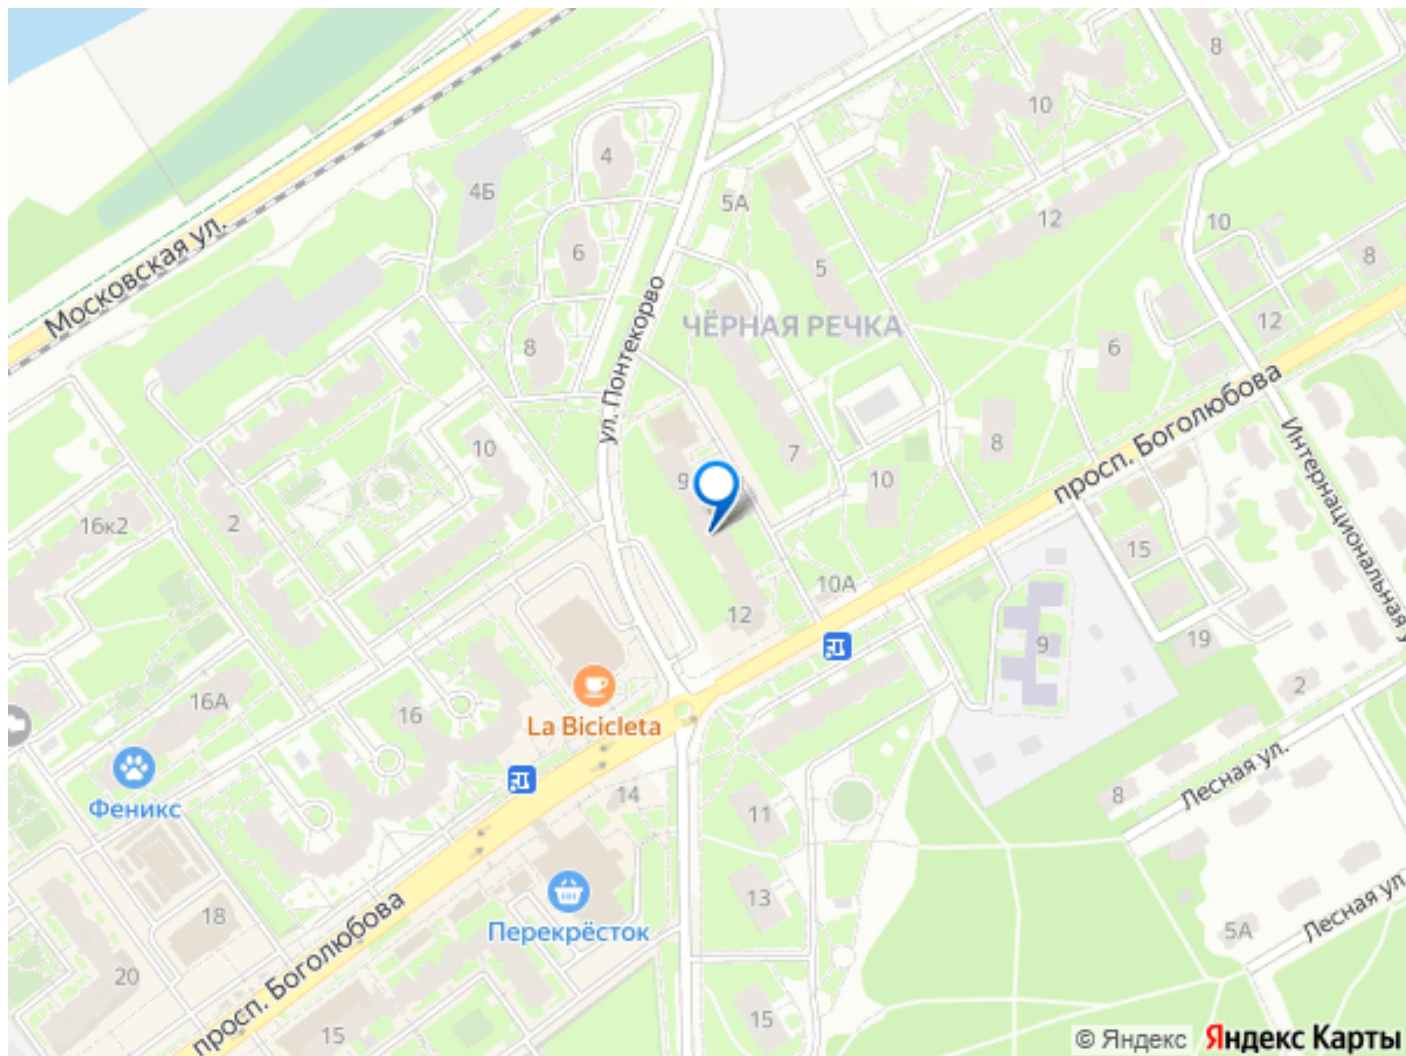 8
10
4
4Б
5А
12
10
6
5
8
Московская ул.
ул. Понтекорво
ЧЁРНАЯ РЕЧКА
12
8
6
просп. Боголюбова
10
7
8
10
9
16к2
2
15
Интернациональная у
10А
12
9
19
16А
16
La Bicicleta
2
Феникс
14
11
8
Лесная ул.
13
18
Перекрёсток
5А
Лесная ул.
20
просп. Боголюбова
15
15
© Яндекс Яндекс Карты